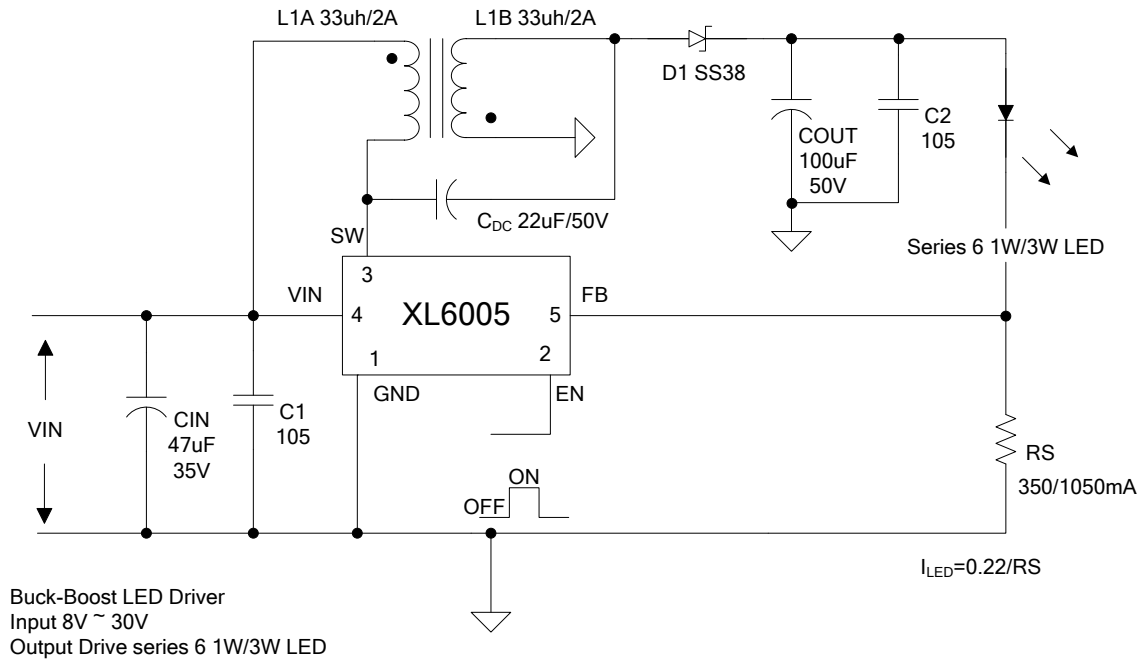 L1A 33uh/2A
L1B 33uh/2A
D1 SS38
COUT
100uF
50V
C2
105
C_DC 22uF/50V
SW
Series 6 1W/3W LED
3
VIN
4
XL6005
5
FB
1
2
GND
EN
VIN
CIN
47uF
35V
C1
105
RS
350/1050mA
ON
OFF
I_LED=0.22/RS
Buck-Boost LED Driver
Input 8V ~ 30V
Output Drive series 6 1W/3W LED